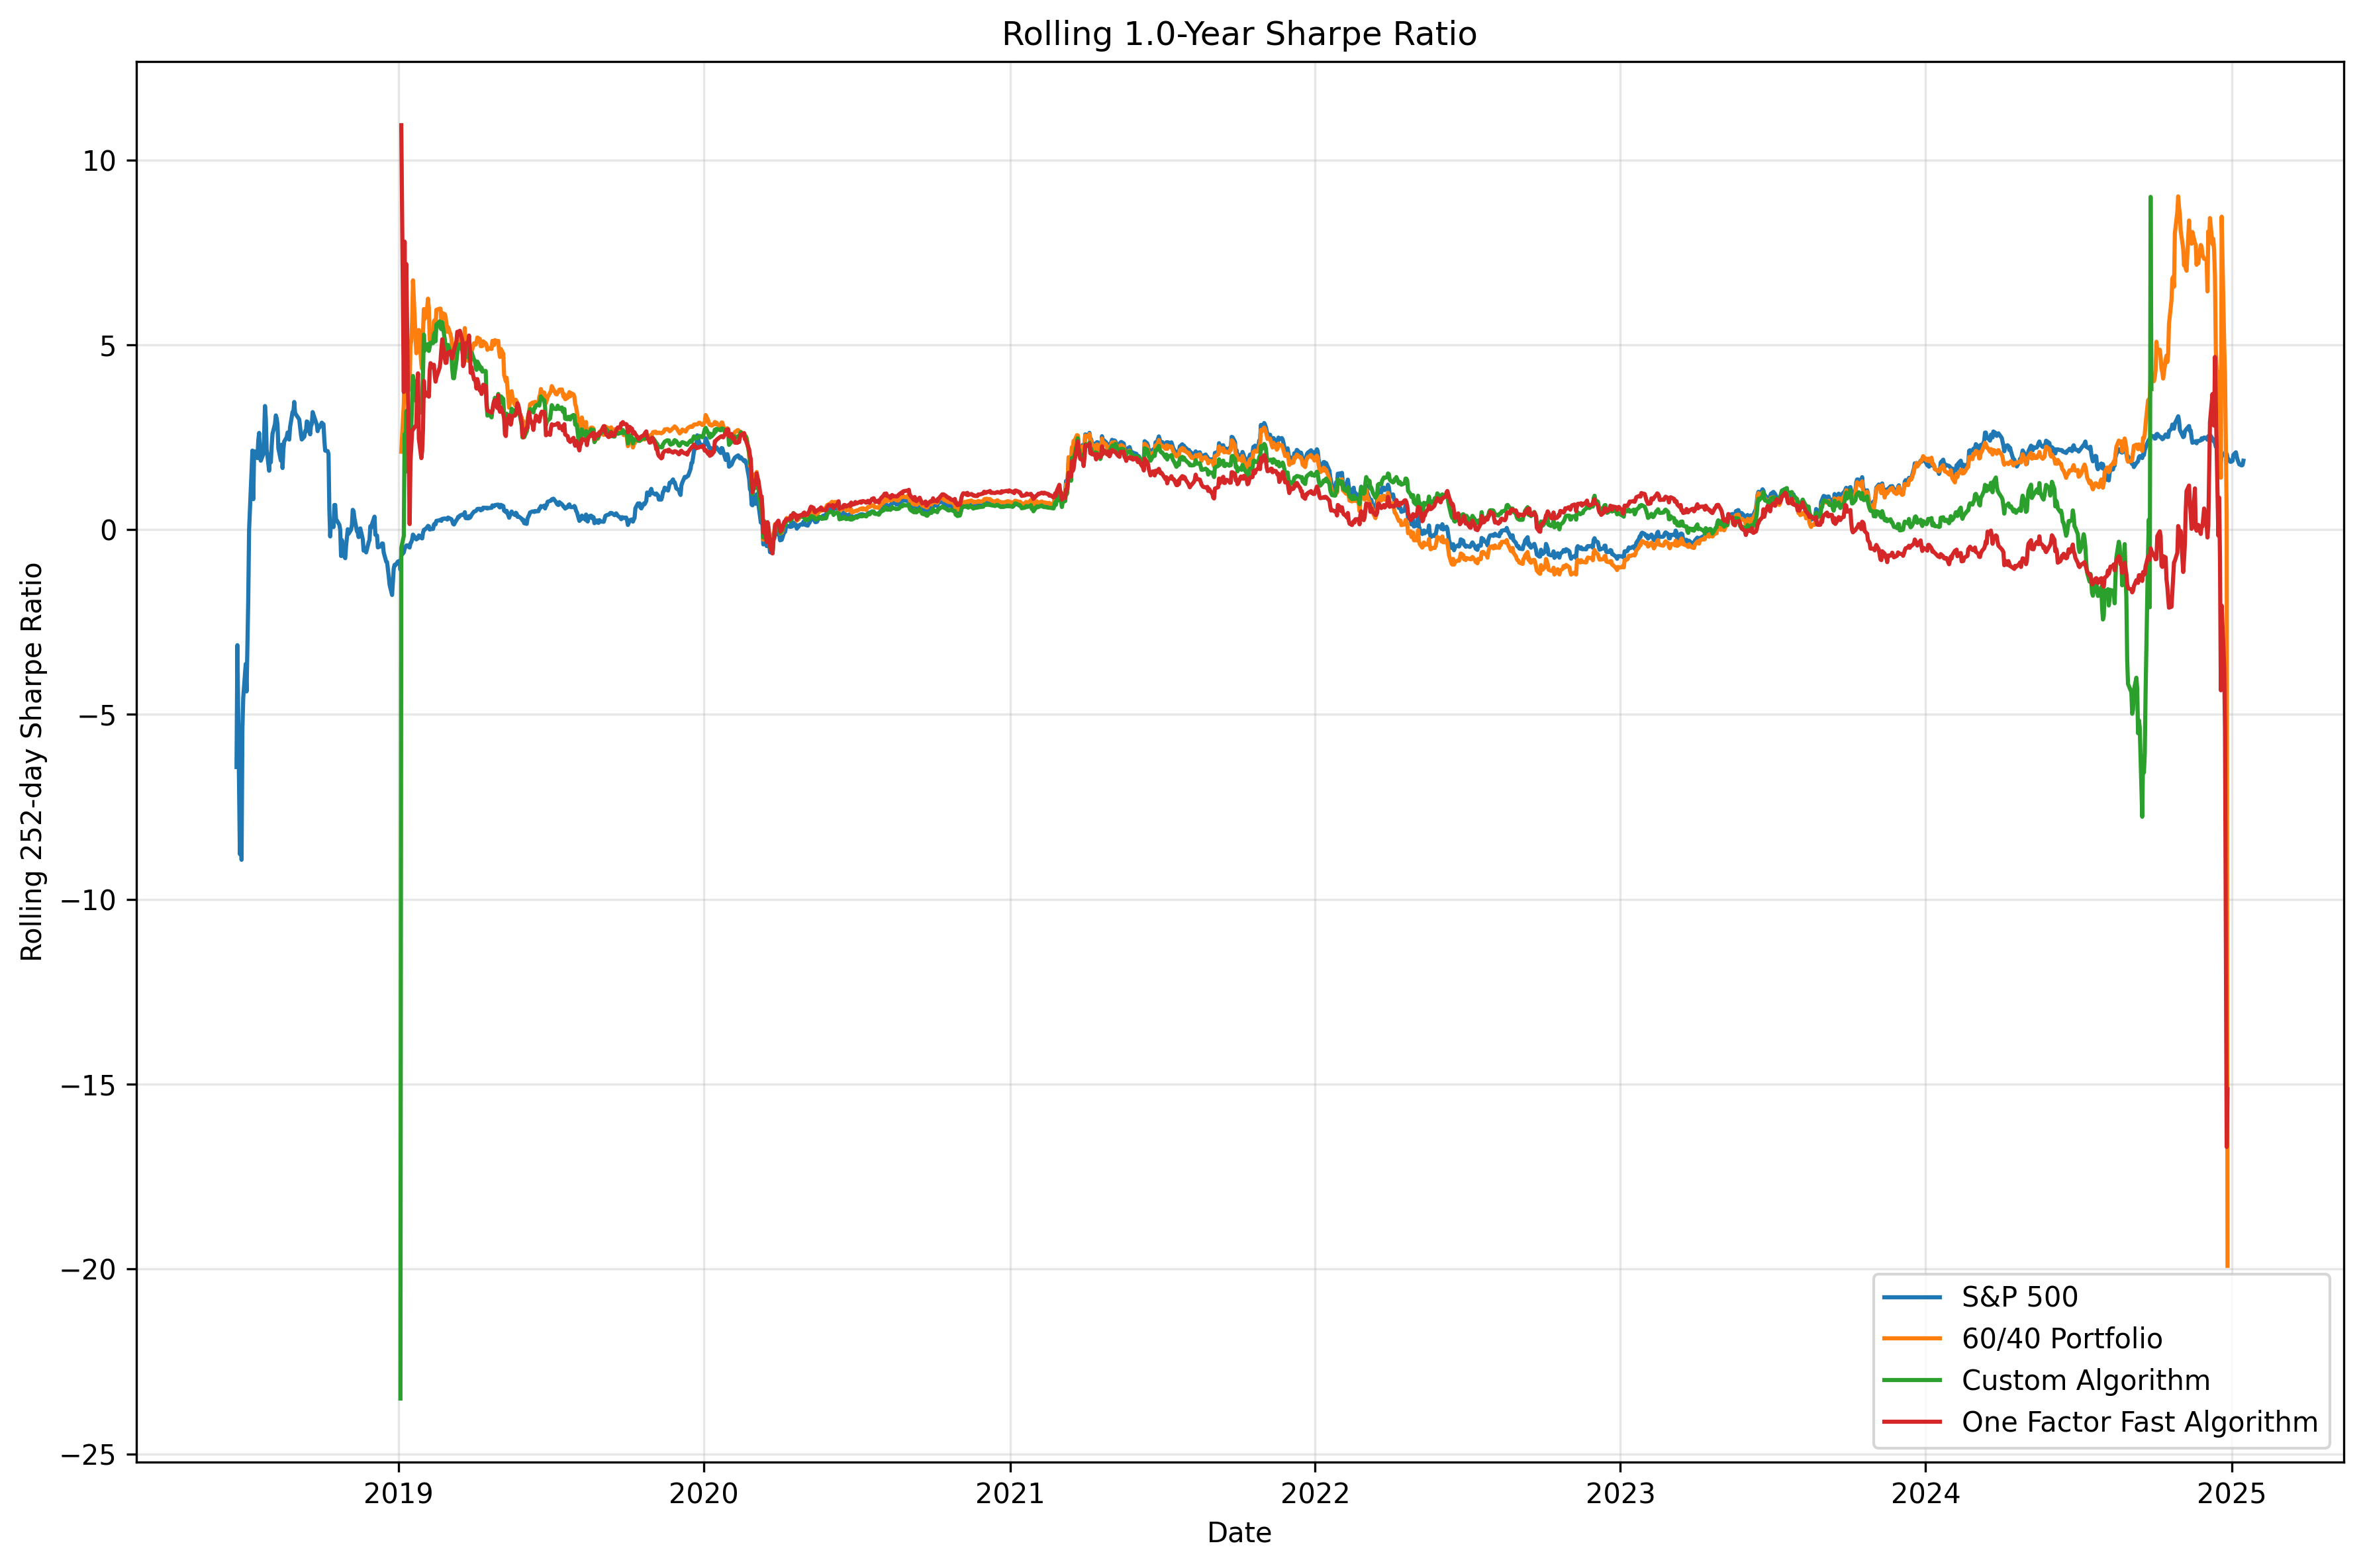 Rolling 1.0-Year Sharpe Ratio
Rolling 252-day Sharpe Ratio
10
5
0
−5
−10
−15
−20
−25
2019
2020
2021
2022
2023
2024
2025
Date
S&P 500
60/40 Portfolio
Custom Algorithm
One Factor Fast Algorithm